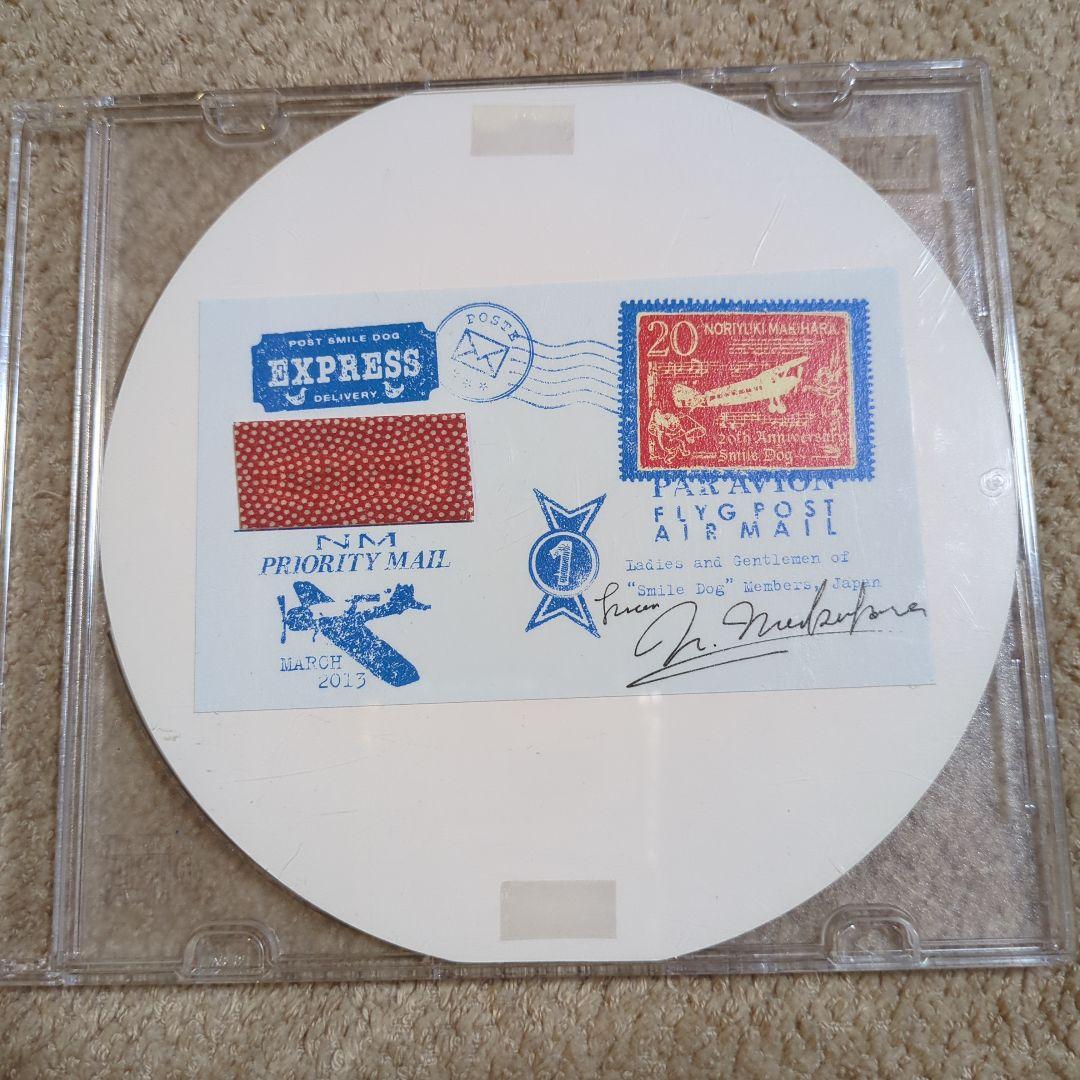 POST SMILE DOG
EXPRESS
DELIVERY
POSTE
20 NORIYUKI MAKIHARA
20th Anniversary
Smile Dog
PAR AVION
FLYG POST
AIR MAIL
NM
PRIORITY MAIL
1
Ladies and Gentlemen of
"Smile Dog" Members, Japan
from
MARCH
2013